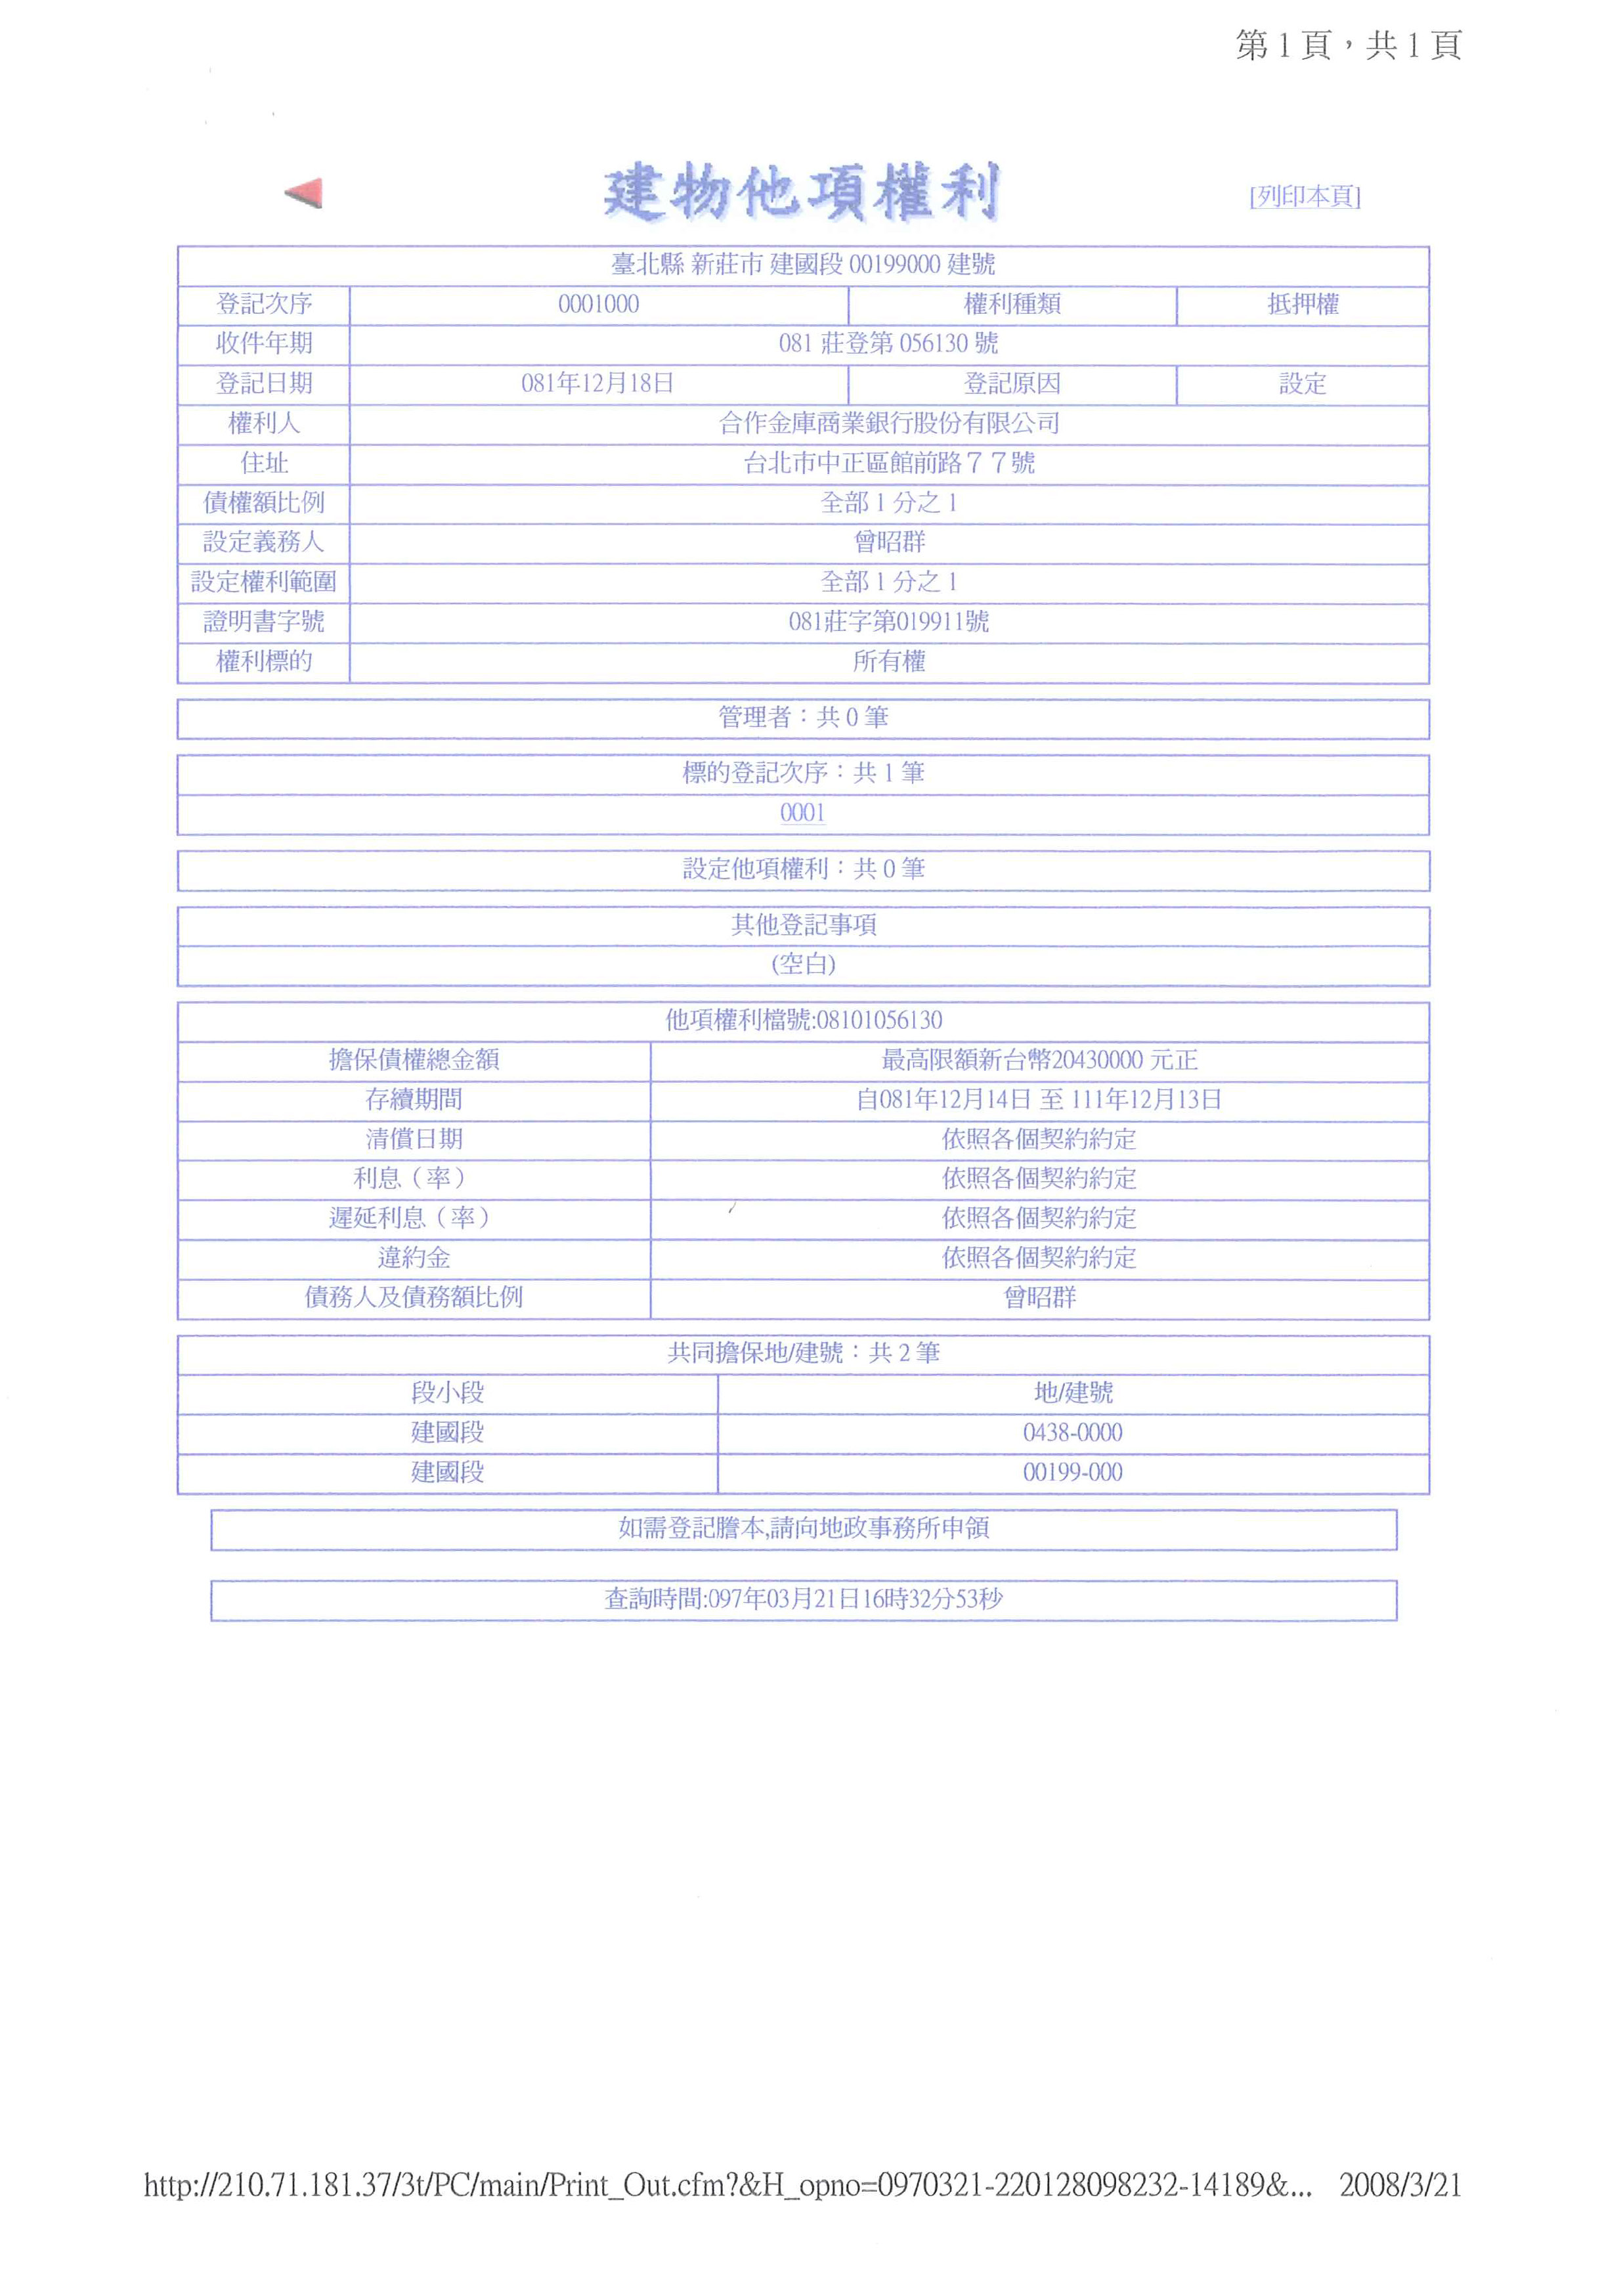 第1頁，共1頁
建物他項權利
[列印本頁]
臺北縣 新莊市 建國段 00199000 建號
登記次序 0001000 權利種類 抵押權
收件年期 081 莊登第 056130 號
登記日期 081年12月18日 登記原因 設定
權利人 合作金庫商業銀行股份有限公司
住址 台北市中正區館前路７７號
債權額比例 全部 1 分之 1
設定義務人 曾昭群
設定權利範圍 全部 1 分之 1
證明書字號 081莊字第019911號
權利標的 所有權
管理者：共 0 筆
標的登記次序：共 1 筆
0001
設定他項權利：共 0 筆
其他登記事項
(空白)
他項權利檔號:08101056130
擔保債權總金額 最高限額新台幣20430000 元正
存續期間 自081年12月14日 至 111年12月13日
清償日期 依照各個契約約定
利息（率） 依照各個契約約定
遲延利息（率） 依照各個契約約定
違約金 依照各個契約約定
債務人及債務額比例 曾昭群
共同擔保地/建號：共 2 筆
段小段 地/建號
建國段 0438-0000
建國段 00199-000
如需登記謄本,請向地政事務所申領
查詢時間:097年03月21日16時32分53秒
http://210.71.181.37/3t/PC/main/Print_Out.cfm?&H_opno=0970321-220128098232-14189&... 2008/3/21